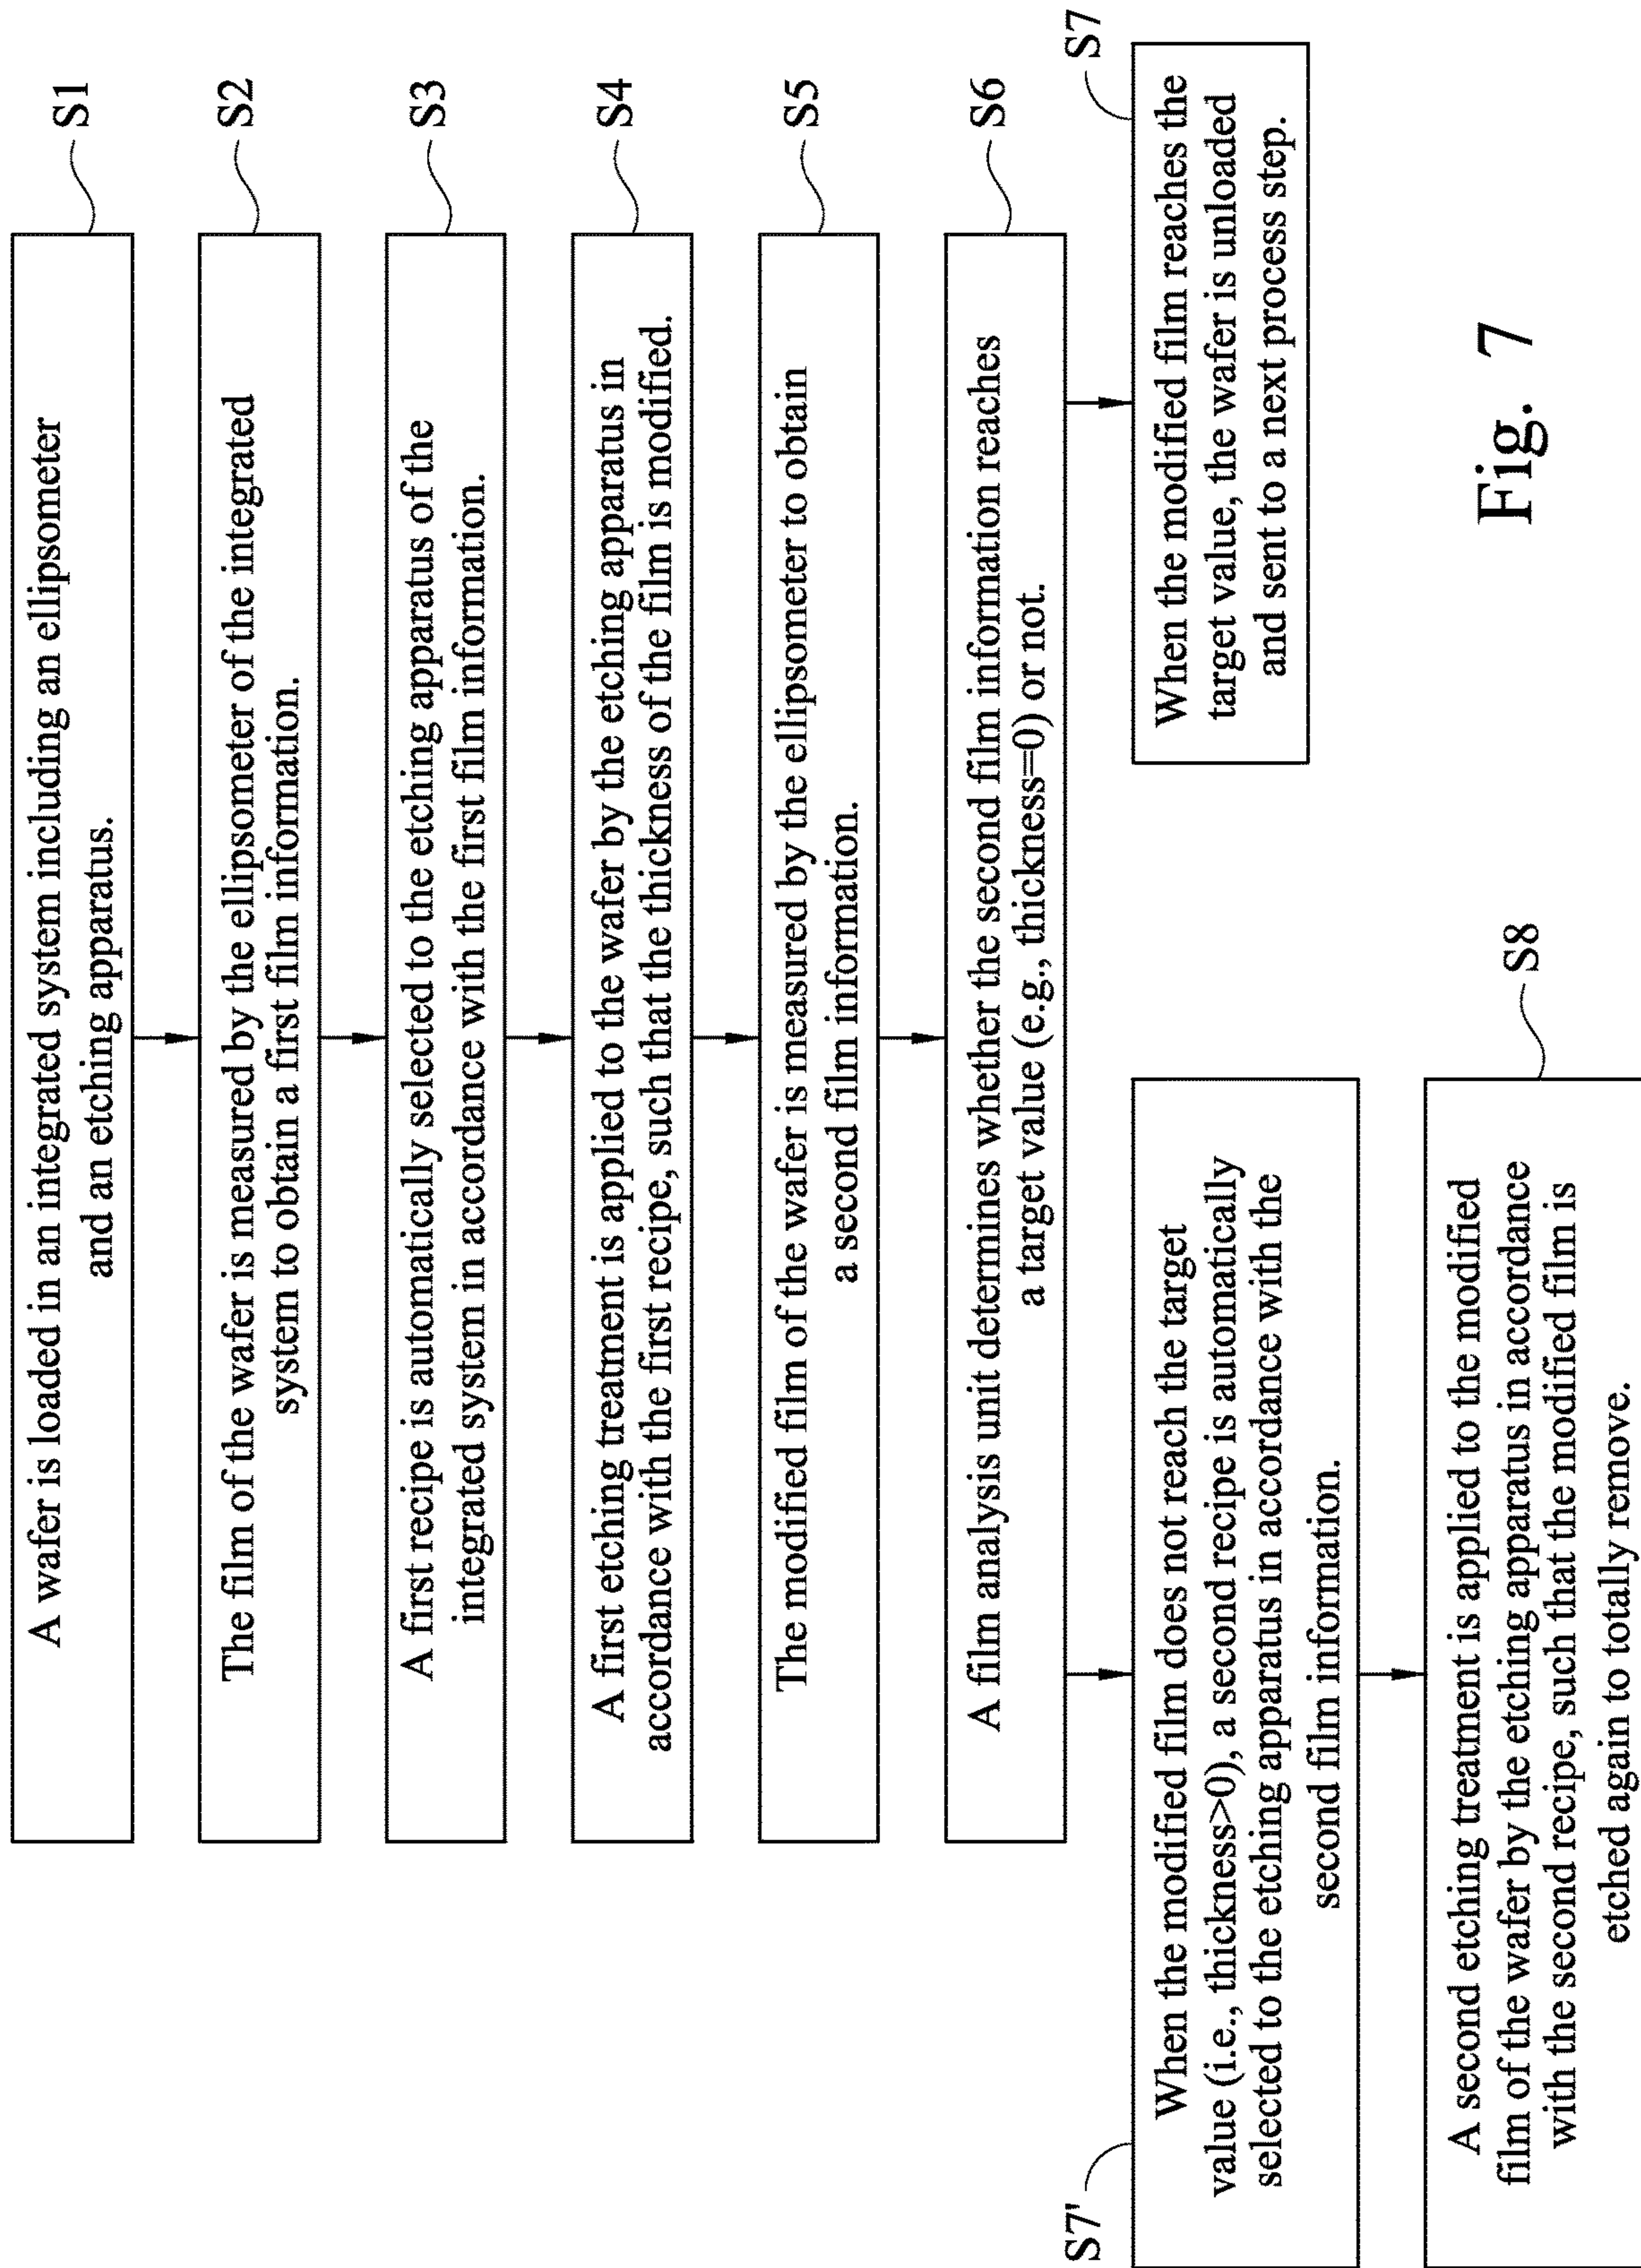 A wafer is loaded in an integrated system including an ellipsometer
and an etching apparatus.
S1
The film of the wafer is measured by the ellipsometer of the integrated
system to obtain a first film information.
S2
A first recipe is automatically selected to the etching apparatus of the
integrated system in accordance with the first film information.
S3
A first etching treatment is applied to the wafer by the etching apparatus in
accordance with the first recipe, such that the thickness of the film is modified.
S4
The modified film of the wafer is measured by the ellipsometer to obtain
a second film information.
S5
A film analysis unit determines whether the second film information reaches
a target value (e.g., thickness=0) or not.
S6
S7'
When the modified film does not reach the target
value (i.e., thickness>0), a second recipe is automatically
selected to the etching apparatus in accordance with the
second film information.
When the modified film reaches the
target value, the wafer is unloaded
and sent to a next process step.
S7
A second etching treatment is applied to the modified
film of the wafer by the etching apparatus in accordance
with the second recipe, such that the modified film is
etched again to totally remove.
S8
Fig. 7